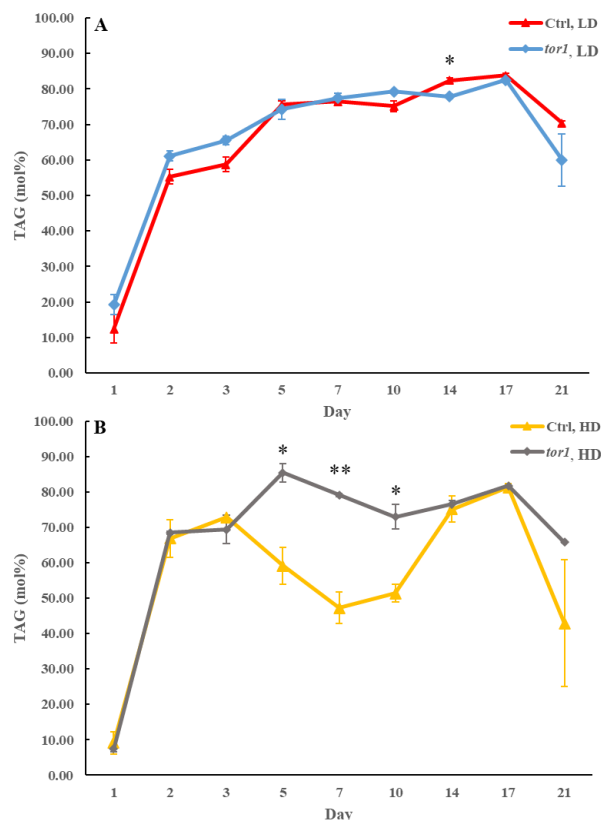 A
Ctrl, LD
tor1, LD
*
100.00
90.00
80.00
70.00
60.00
50.00
40.00
30.00
20.00
10.00
0.00
TAG (mol%)
1 2 3 5 7 10 14 17 21
Day
B
Ctrl, HD
tor1, HD
* ** *
100.00
90.00
80.00
70.00
60.00
50.00
40.00
30.00
20.00
10.00
0.00
TAG (mol%)
1 2 3 5 7 10 14 17 21
Day